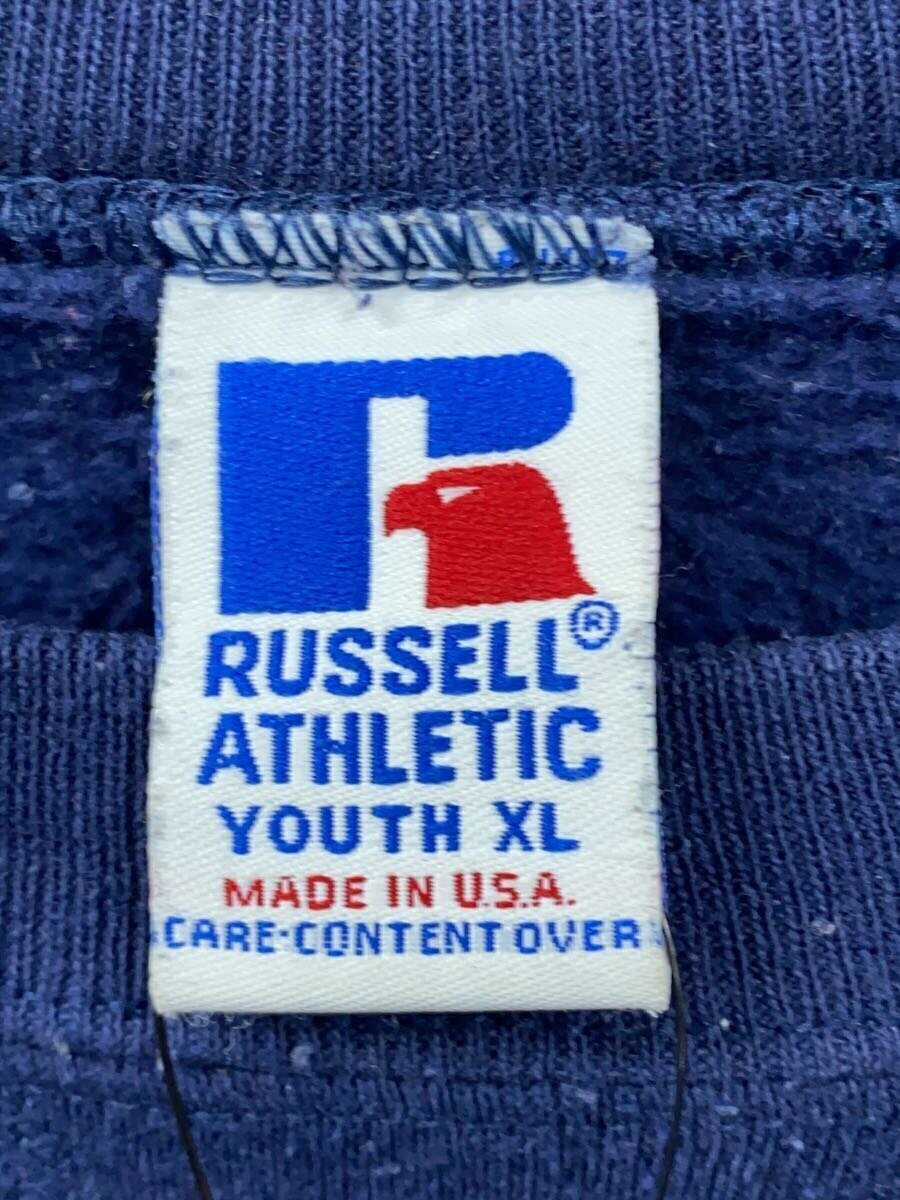 RUSSELL®
ATHLETIC
YOUTH XL
MADE IN U.S.A.
CARE·CONTENT OVER